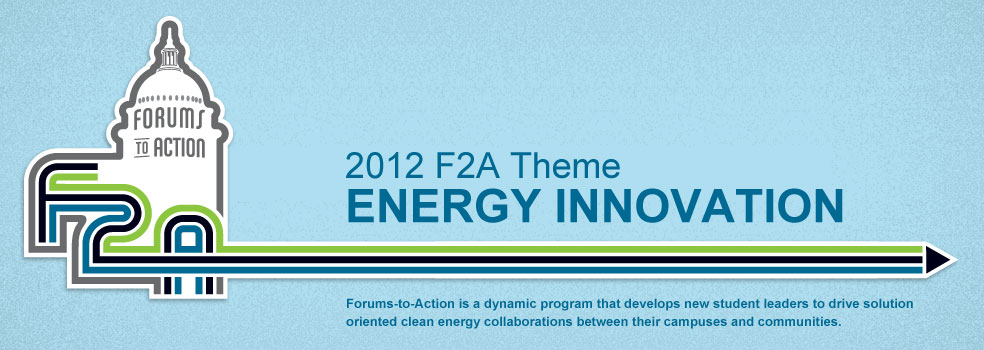 FORUMS
TO ACTION
F2A
2012 F2A Theme
ENERGY INNOVATION
Forums-to-Action is a dynamic program that develops new student leaders to drive solution
oriented clean energy collaborations between their campuses and communities.